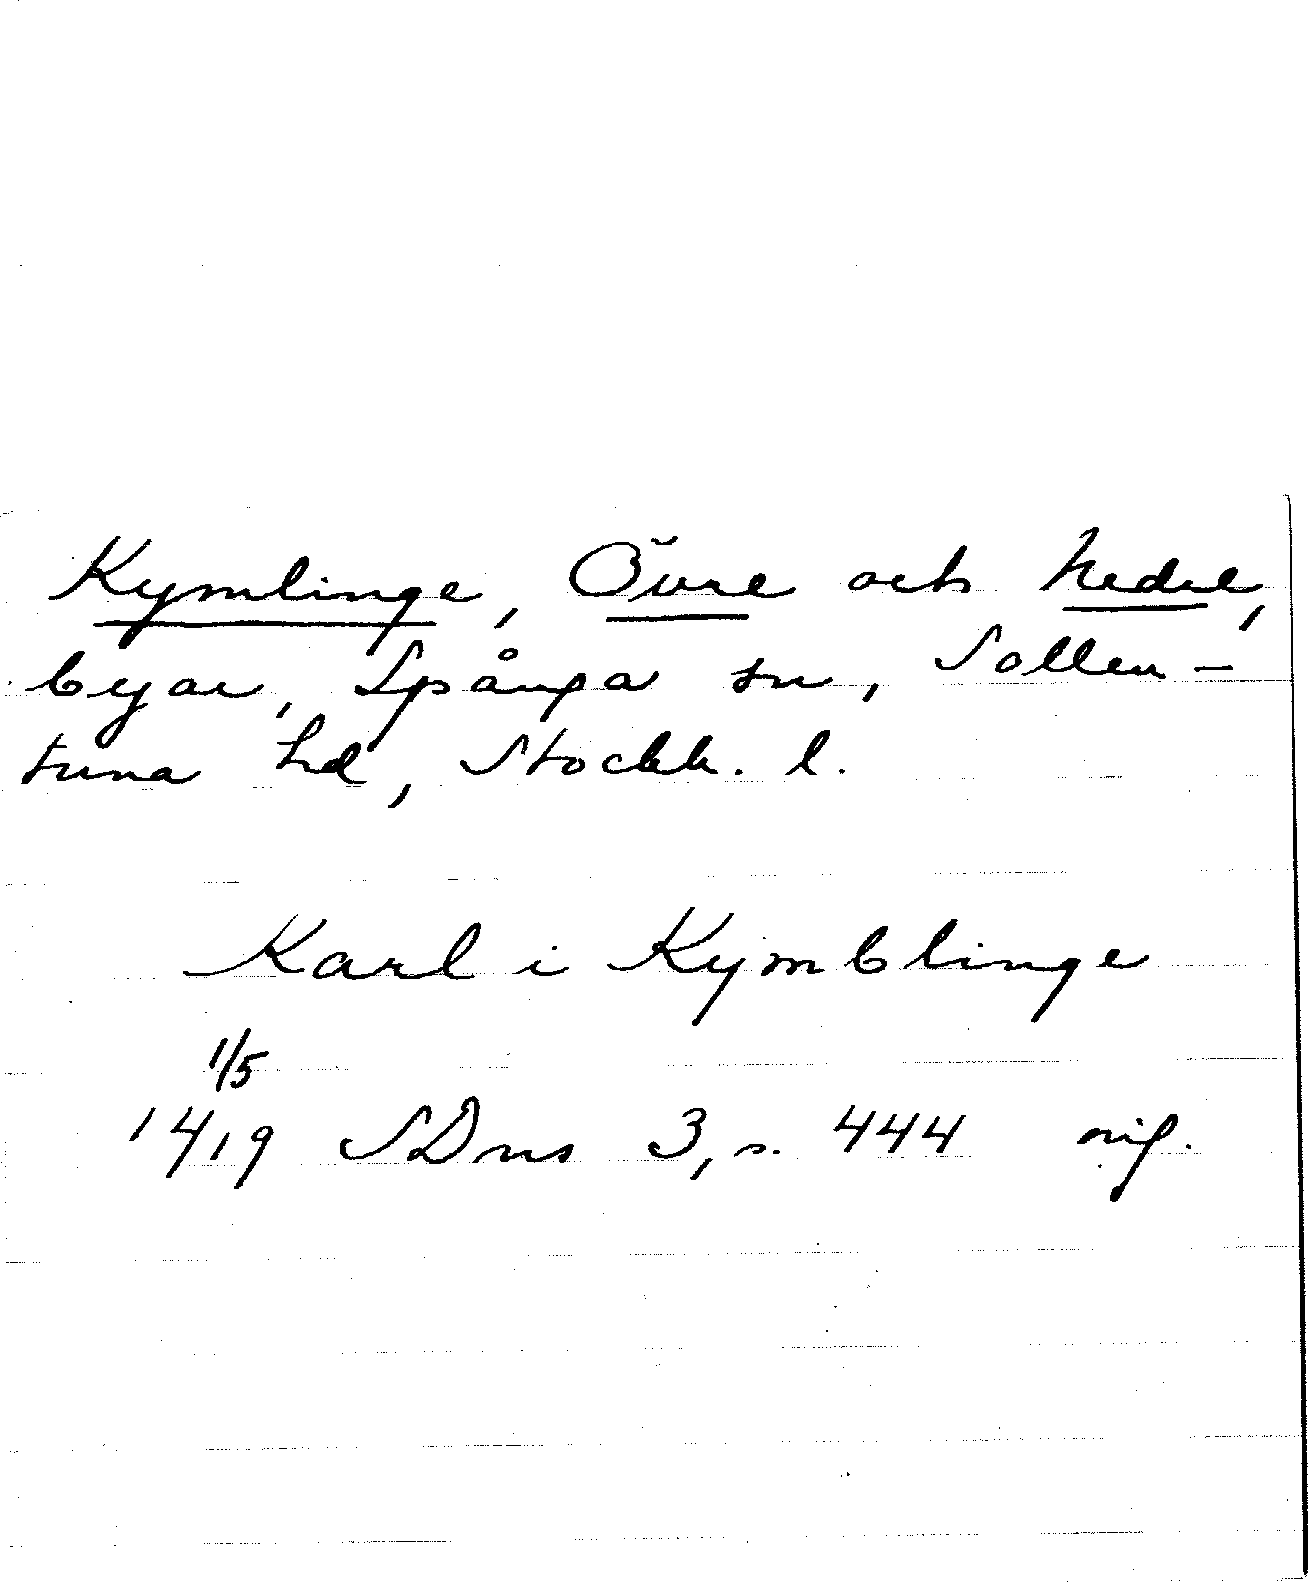 Kymlinge, Övre och Nedre,
byar, Spånga sn, Sollen-
tuna hd, Stockh. l.
Karl i Kymblinge
1/5
1419 SDns 3, s. 444 orig.